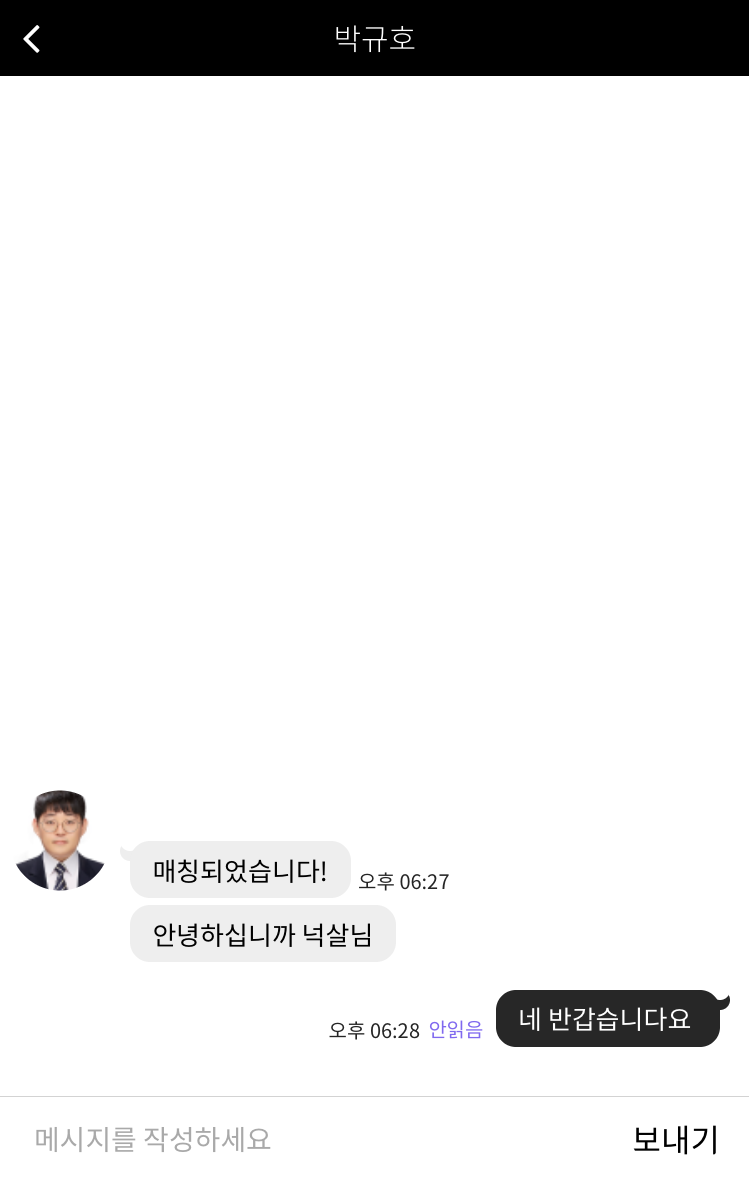 박규호
매칭되었습니다!
오후 06:27
안녕하십니까 넉살님
네 반갑습니다요
오후 06:28 안읽음
메시지를 작성하세요
보내기